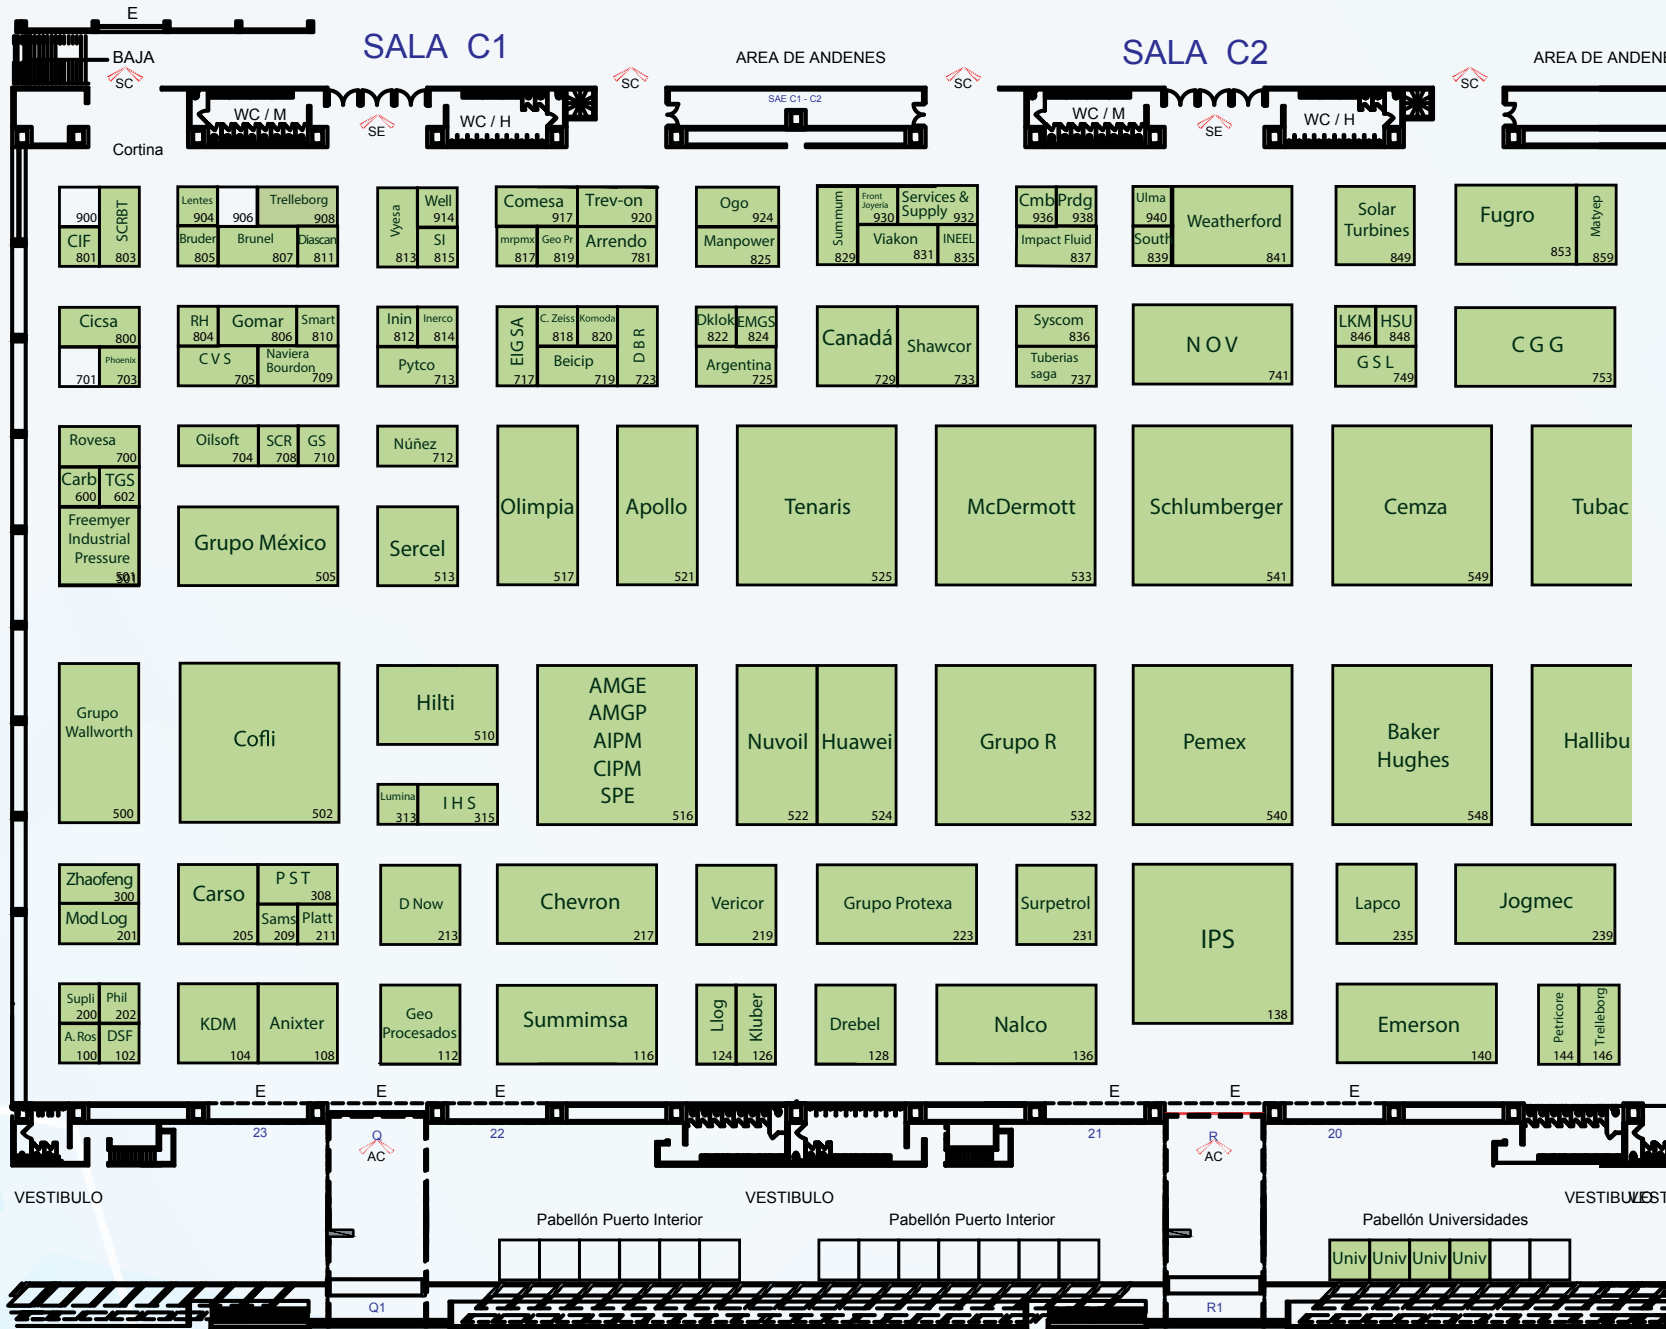 E
SALA C1
SALA C2
BAJA
AREA DE ANDENES
AREA DE ANDENE
SC
SC
SC
SC
SAE C1 - C2
WC / M
WC / H
WC / M
WC / H
SE
SE
Cortina
900
SCRBT
803
CIF
801
Lentes
904
906
Trelleborg
908
Bruder
805
Brunel
807
Diascan
811
Vyesa
813
Well
914
SI
815
Comesa
917
Trev-on
920
mrpmx
817
Geo Pr
819
Arrendo
781
Ogo
924
Manpower
825
Summum
829
Front
Joyería
930
Services &
Supply
932
Viakon
831
INEEL
835
Cmb
936
Prdg
938
Impact Fluid
837
Ulma
940
South
839
Weatherford
841
Solar
Turbines
849
Fugro
853
Matyep
859
Cicsa
800
701
Phoenix
703
RH
804
Gomar
806
Smart
810
C V S
705
Naviera
Bourdon
709
Inin
812
Inerco
814
Pytco
713
EIG SA
717
C. Zeiss
818
Komoda
820
Beicip
719
D B R
723
Dklok
822
EMGS
824
Argentina
725
Canadá
729
Shawcor
733
Syscom
836
Tuberias
saga
737
N O V
741
LKM
846
HSU
848
G S L
749
C G G
753
Rovesa
700
Carb
600
TGS
602
Freemyer
Industrial
Pressure
501
Oilsoft
704
SCR
708
GS
710
Núñez
712
Grupo México
505
Sercel
513
Olimpia
517
Apollo
521
Tenaris
525
McDermott
533
Schlumberger
541
Cemza
549
Tubac
Grupo
Wallworth
500
Cofli
502
Hilti
510
Lumina
313
I H S
315
AMGE
AMGP
AIPM
CIPM
SPE
516
Nuvoil
522
Huawei
524
Grupo R
532
Pemex
540
Baker
Hughes
548
Hallibu
Zhaofeng
300
Mod Log
201
Carso
205
P S T
308
Sams
209
Platt
211
D Now
213
Chevron
217
Vericor
219
Grupo Protexa
223
Surpetrol
231
IPS
138
Lapco
235
Jogmec
239
Supli
200
Phil
202
A. Ros
100
DSF
102
KDM
104
Anixter
108
Geo
Procesados
112
Summimsa
116
Llog
124
Kluber
126
Drebel
128
Nalco
136
Emerson
140
Petricore
144
Trelleborg
146
E
E
E
E
E
E
23
Q
22
21
R
20
AC
AC
VESTIBULO
VESTIBULO
VESTIBULO
VEST
Pabellón Puerto Interior
Pabellón Puerto Interior
Pabellón Universidades
Univ
Univ
Univ
Univ
Q1
R1